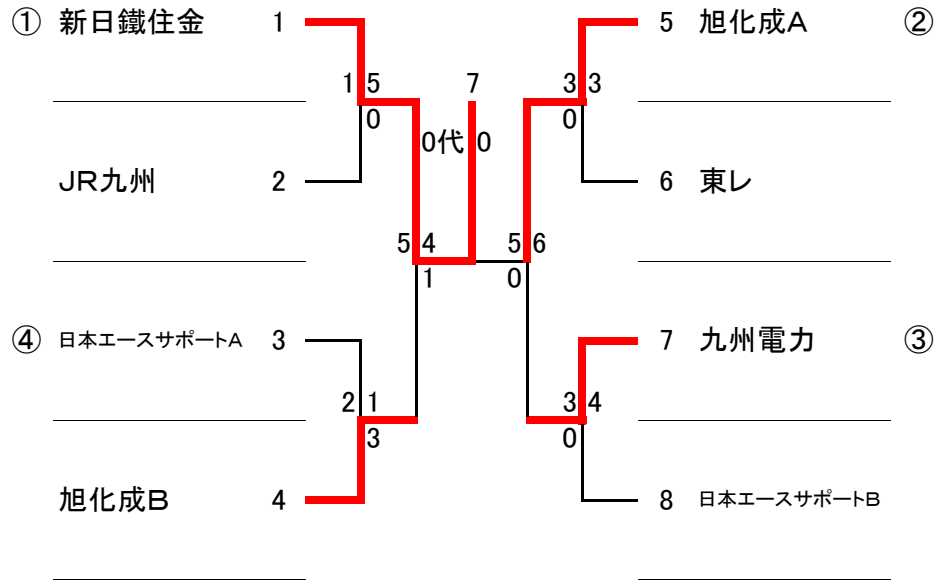 ① 新日鐵住金 1 5 旭化成A ②
1 5 7 3 3
0 0代 0 0
JR九州 2 6 東レ
5 4 5 6
1 0
④ 日本エースサポートA 3 7 九州電力 ③
2 1 3 4
3 0
旭化成B 4 8 日本エースサポートB